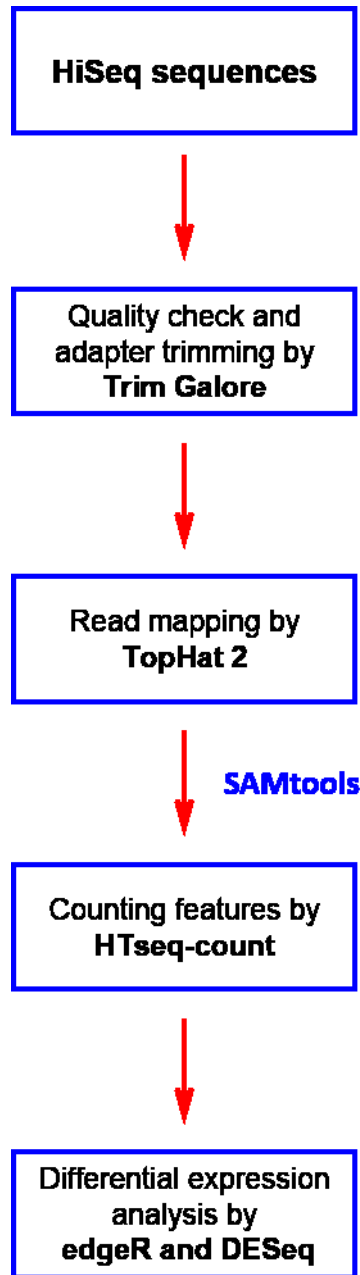 HiSeq sequences
Quality check and
adapter trimming by
Trim Galore
Read mapping by
TopHat 2
SAMtools
Counting features by
HTseq-count
Differential expression
analysis by
edgeR and DESeq